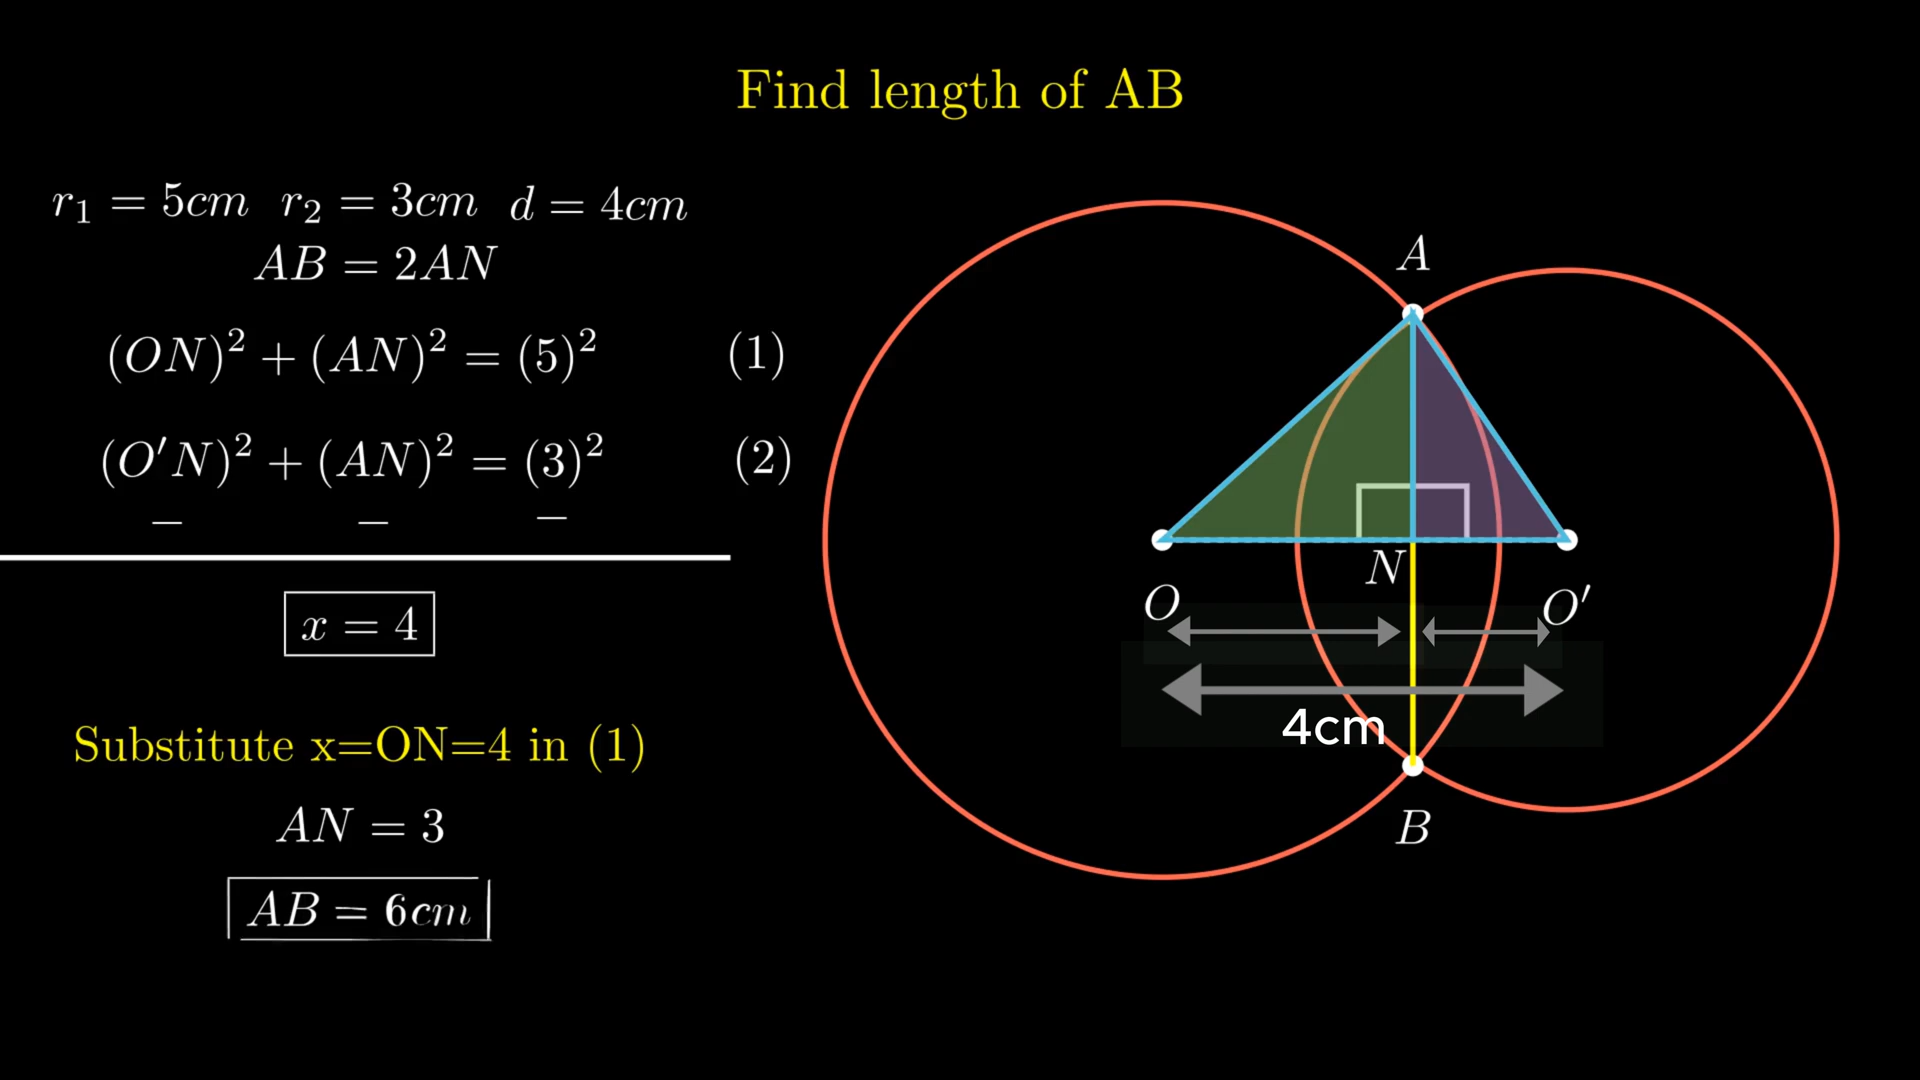 Find length of AB
r₁ = 5cm r₂ = 3cm d = 4cm
AB = 2AN
(ON)² + (AN)² = (5)² (1)
(O′N)² + (AN)² = (3)² (2)
− − −
x = 4
Substitute x=ON=4 in (1)
AN = 3
AB = 6cm
A
N
O
O′
4cm
B